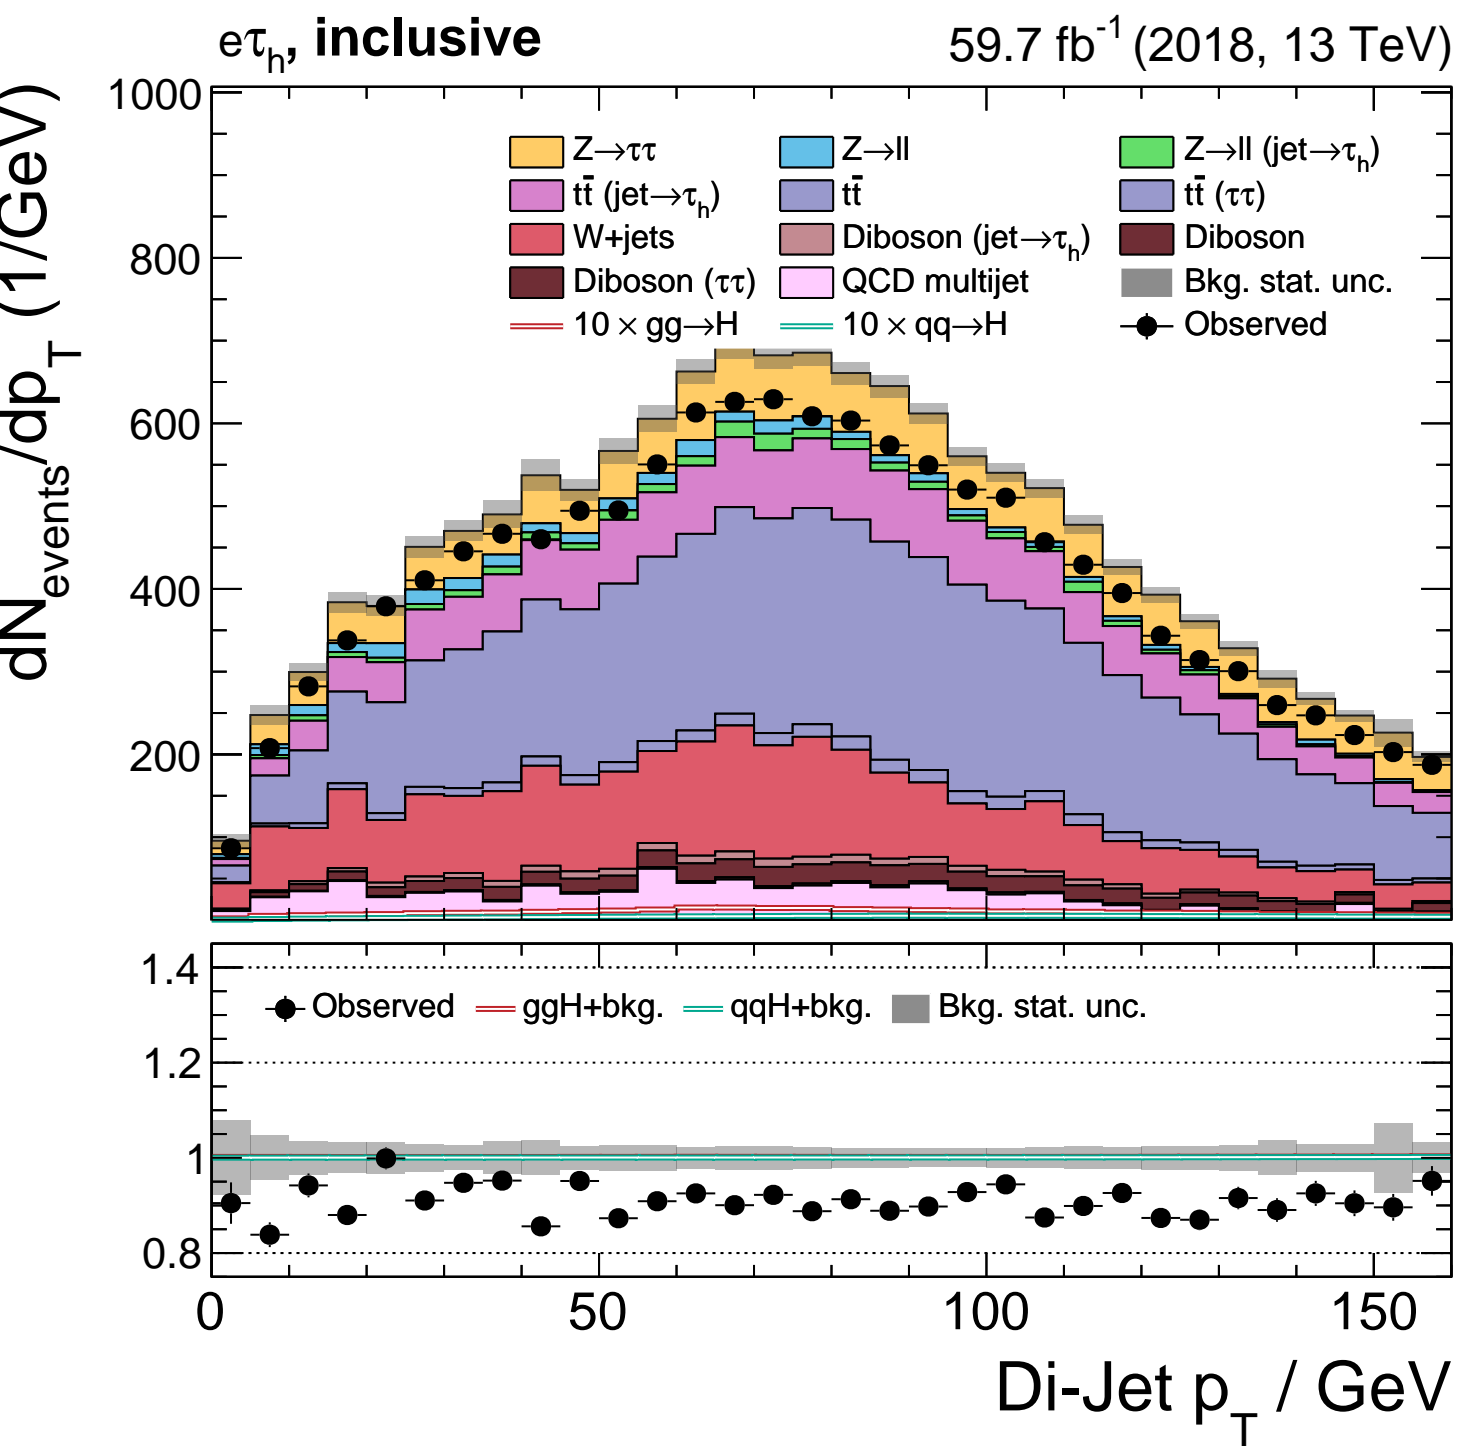 eτh, inclusive 59.7 fb-1 (2018, 13 TeV)
dNevents/dpT (1/GeV)
1000
800
600
400
200
Z→ττ Z→ll Z→ll (jet→τh)
tt̄ (jet→τh) tt̄ tt̄ (ττ)
W+jets Diboson (jet→τh) Diboson
Diboson (ττ) QCD multijet Bkg. stat. unc.
10 × gg→H 10 × qq→H Observed
1.4
1.2
1
0.8
Observed ggH+bkg. qqH+bkg. Bkg. stat. unc.
0 50 100 150
Di-Jet pT / GeV